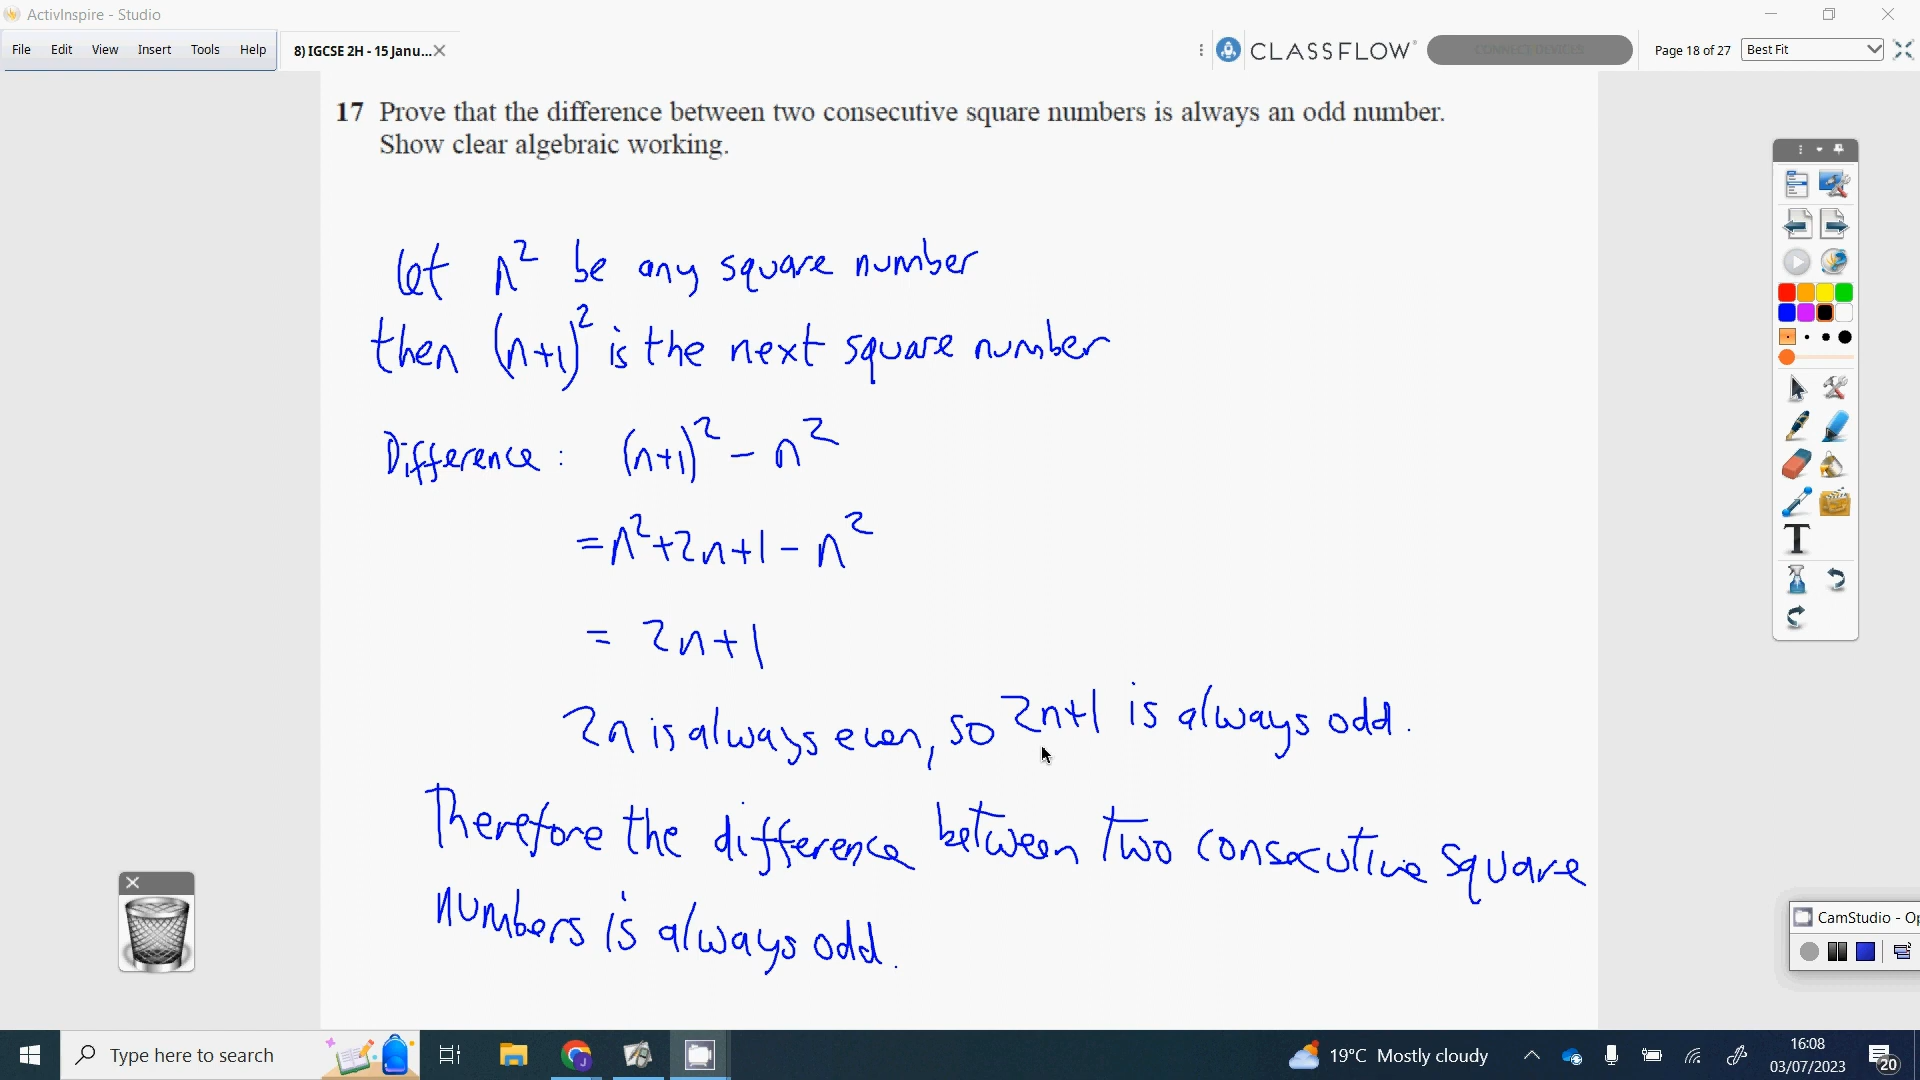 ActivInspire - Studio
File Edit View Insert Tools Help
8) IGCSE 2H - 15 Janu...
CLASSFLOW
CONNECT DEVICES
Page 18 of 27
Best Fit
17 Prove that the difference between two consecutive square numbers is always an odd number.
Show clear algebraic working.
let n² be any square number
then (n+1)² is the next square number
Difference: (n+1)² - n²
= n²+2n+1 - n²
= 2n+1
2n is always even, so 2n+1 is always odd.
Therefore the difference between two consecutive square
numbers is always odd.
T
CamStudio - Op
Type here to search
19°C Mostly cloudy
16:08
03/07/2023
20